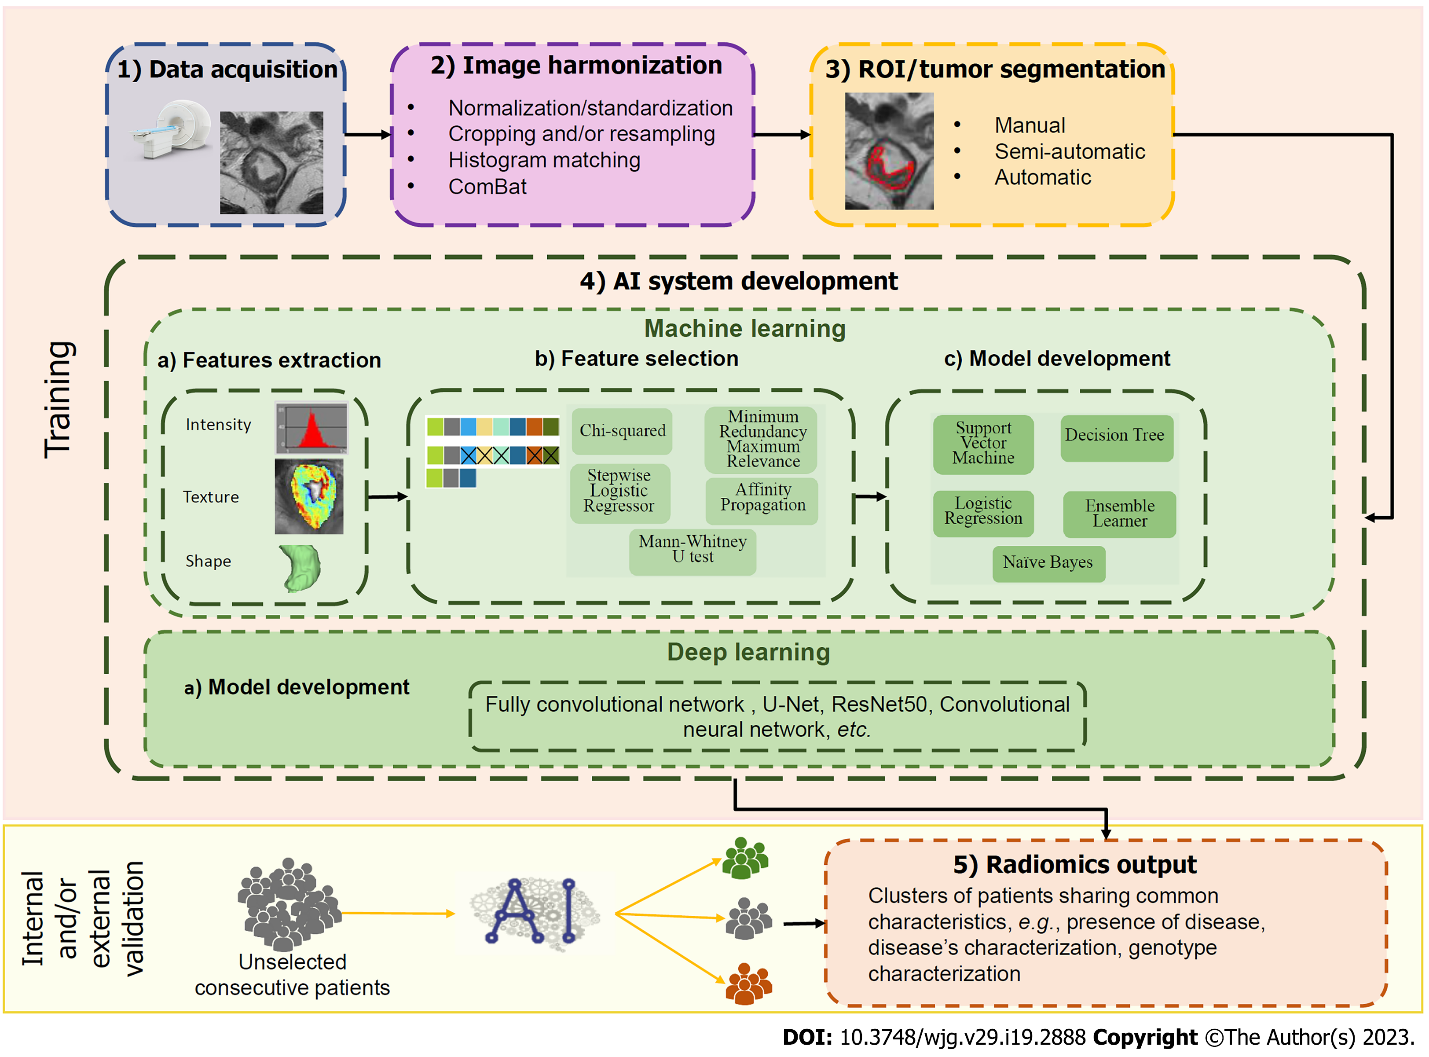 1) Data acquisition
2) Image harmonization
• Normalization/standardization
• Cropping and/or resampling
• Histogram matching
• ComBat
3) ROI/tumor segmentation
• Manual
• Semi-automatic
• Automatic
Training
4) AI system development
Machine learning
a) Features extraction
Intensity
Texture
Shape
b) Feature selection
Chi-squared
Minimum
Redundancy
Maximum
Relevance
Stepwise
Logistic
Regressor
Affinity
Propagation
Mann-Whitney
U test
c) Model development
Support
Vector
Machine
Decision Tree
Logistic
Regression
Ensemble
Learner
Naïve Bayes
Deep learning
a) Model development
Fully convolutional network , U-Net, ResNet50, Convolutional
neural network, etc.
Internal
and/or
external
validation
Unselected
consecutive patients
AI
5) Radiomics output
Clusters of patients sharing common
characteristics, e.g., presence of disease,
disease’s characterization, genotype
characterization
DOI: 10.3748/wjg.v29.i19.2888 Copyright ©The Author(s) 2023.